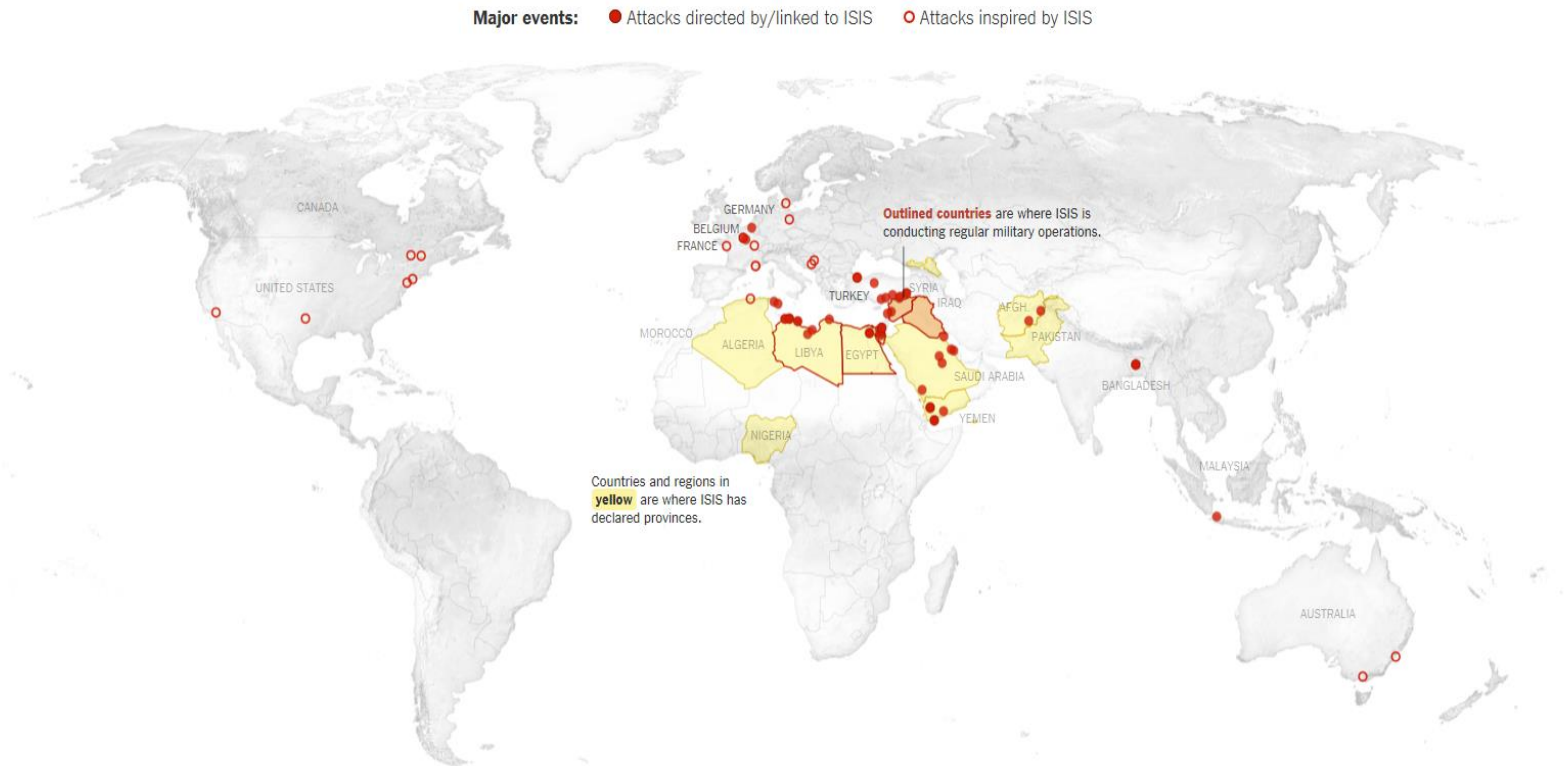 Major events: Attacks directed by/linked to ISIS Attacks inspired by ISIS
CANADA
GERMANY
Outlined countries are where ISIS is
conducting regular military operations.
BELGIUM
FRANCE
UNITED STATES
TURKEY
SYRIA
IRAQ
AFGH.
MOROCCO
PAKISTAN
ALGERIA
LIBYA
EGYPT
SAUDI ARABIA
BANGLADESH
YEMEN
NIGERIA
MALAYSIA
Countries and regions in
yellow are where ISIS has
declared provinces.
AUSTRALIA